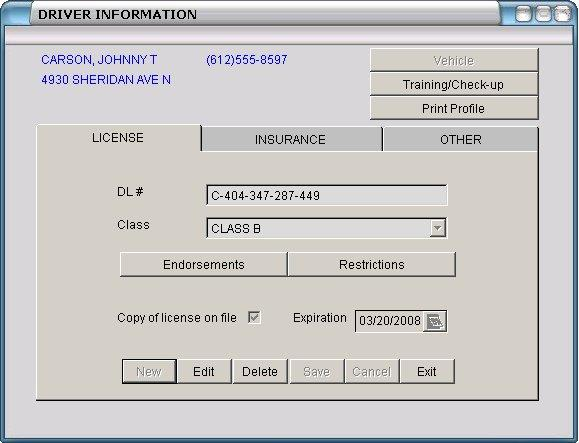 DRIVER INFORMATION
CARSON, JOHNNY T (612)555-8597
4930 SHERIDAN AVE N
Vehicle
Training/Check-up
Print Profile
LICENSE INSURANCE OTHER
DL # C-404-347-287-449
Class CLASS B
Endorsements Restrictions
Copy of license on file Expiration 03/20/2008
New Edit Delete Save Cancel Exit